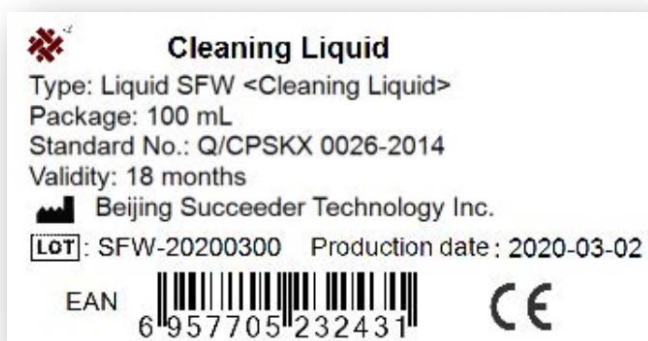 Cleaning Liquid
Type: Liquid SFW <Cleaning Liquid>
Package: 100 mL
Standard No.: Q/CPSKX 0026-2014
Validity: 18 months
Beijing Succeeder Technology Inc.
LOT: SFW-20200300 Production date: 2020-03-02
EAN 6 957705 232431 CE